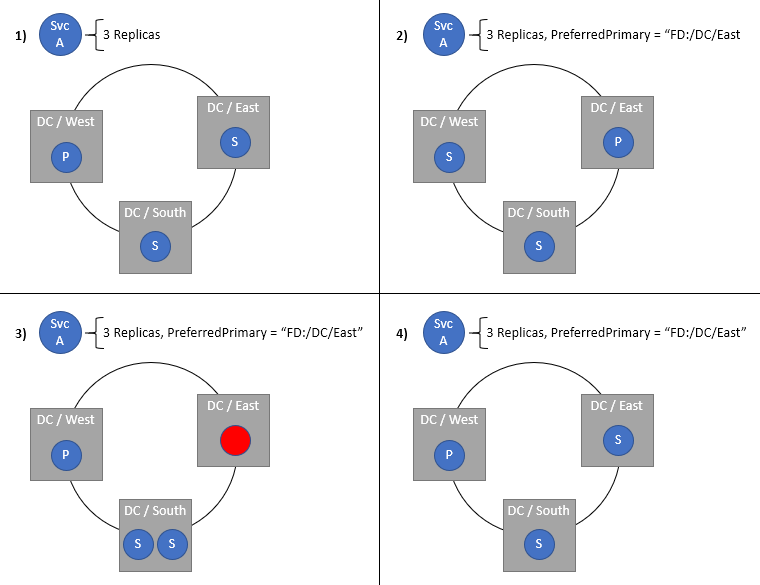 1)
Svc
A
3 Replicas
DC / West
P
DC / East
S
DC / South
S
2)
Svc
A
3 Replicas, PreferredPrimary = “FD:/DC/East
DC / West
S
DC / East
P
DC / South
S
3)
Svc
A
3 Replicas, PreferredPrimary = “FD:/DC/East”
DC / West
P
DC / East
DC / South
S S
4)
Svc
A
3 Replicas, PreferredPrimary = “FD:/DC/East”
DC / West
P
DC / East
S
DC / South
S